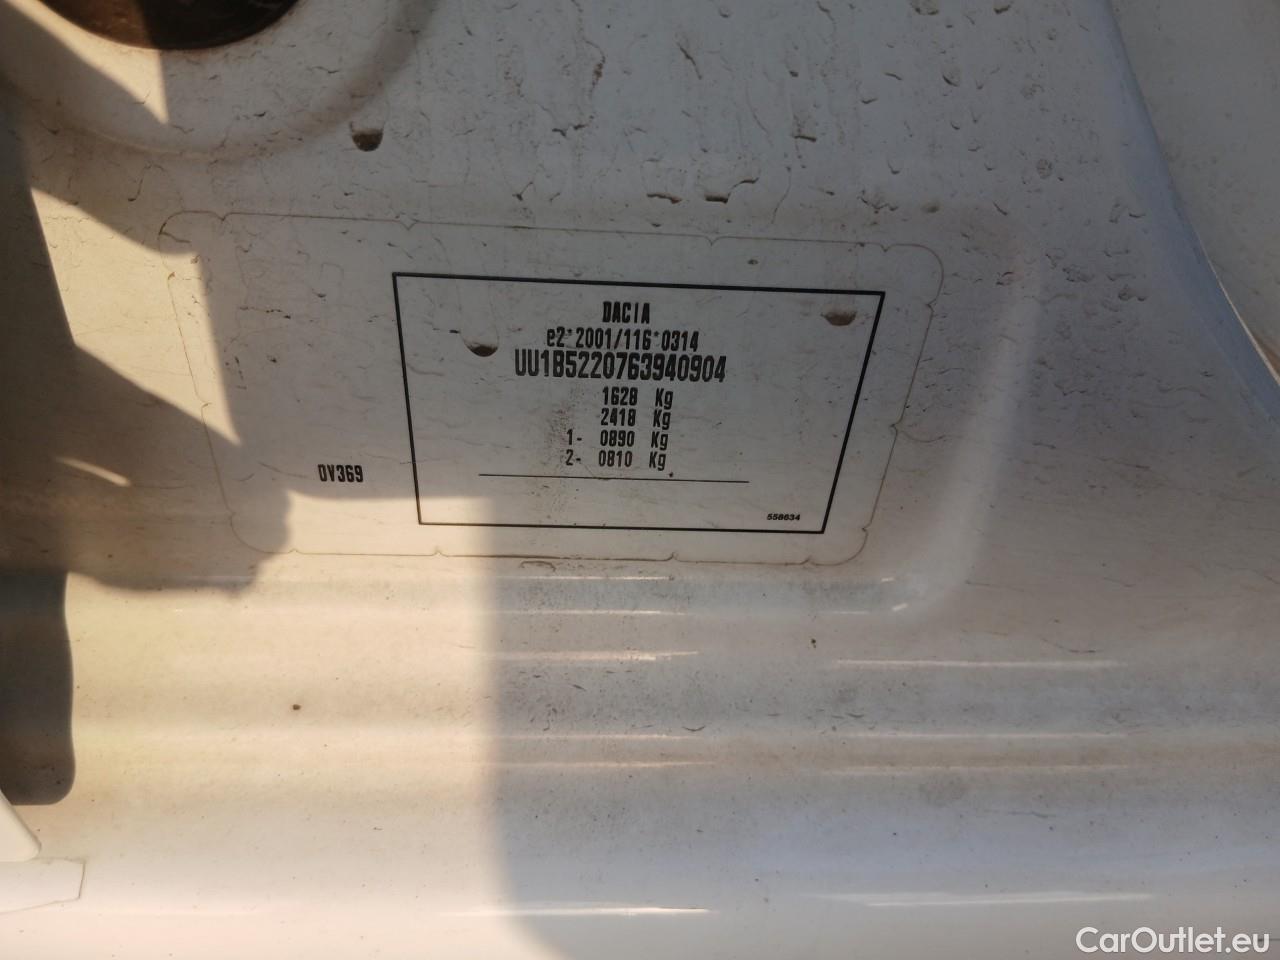 DACIA
e2*2001/116*0314
UU1B5220763940904
1628 Kg
2418 Kg
1- 0890 Kg
2- 0810 Kg
DV369
558634
CarOutlet.eu